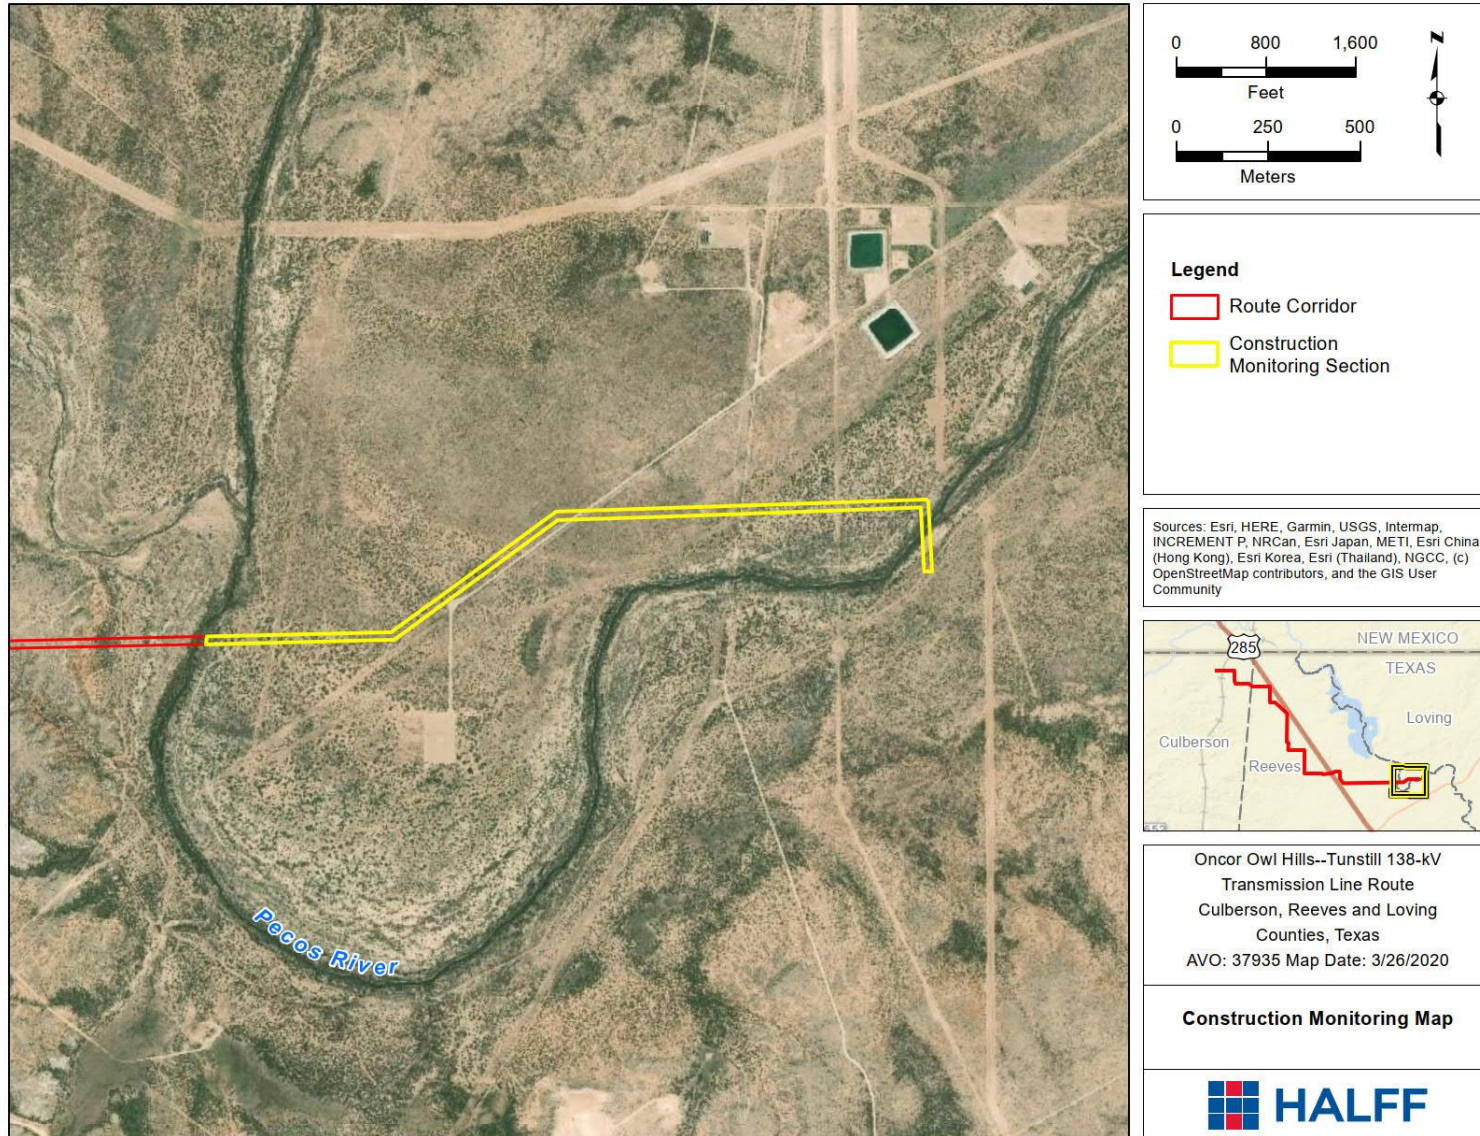 0 800 1,600
Feet
0 250 500
Meters
N
Legend
Route Corridor
Construction
Monitoring Section
Sources: Esri, HERE, Garmin, USGS, Intermap,
INCREMENT P, NRCan, Esri Japan, METI, Esri China
(Hong Kong), Esri Korea, Esri (Thailand), NGCC, (c)
OpenStreetMap contributors, and the GIS User
Community
285
NEW MEXICO
TEXAS
Loving
Culberson
Reeves
652
Oncor Owl Hills--Tunstill 138-kV
Transmission Line Route
Culberson, Reeves and Loving
Counties, Texas
AVO: 37935 Map Date: 3/26/2020
Construction Monitoring Map
HALFF
Pecos River